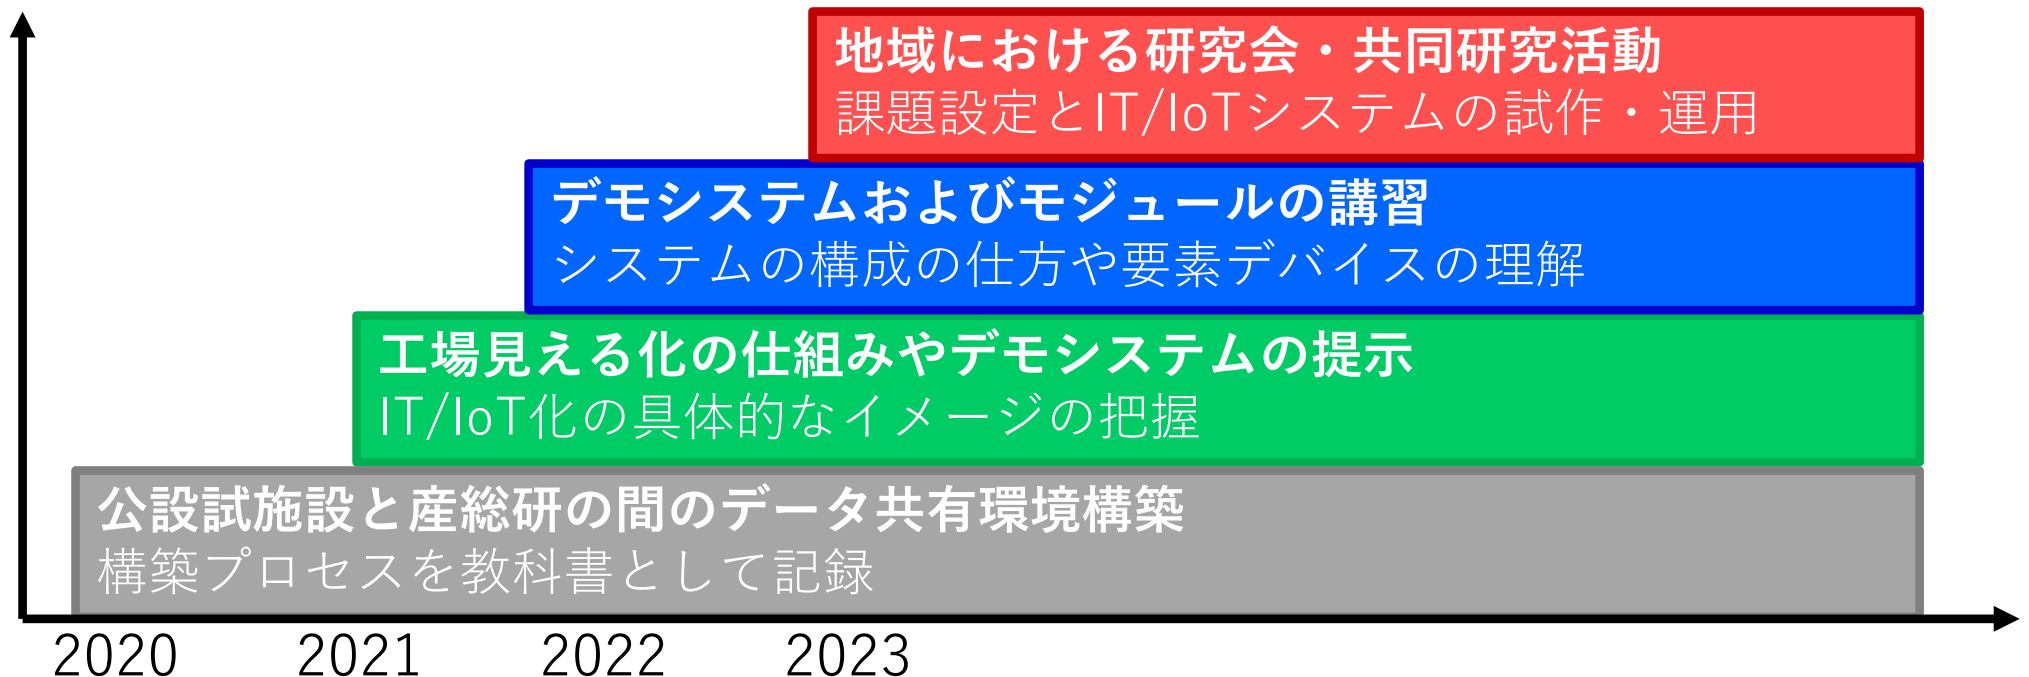 地域における研究会・共同研究活動
課題設定とIT/IoTシステムの試作・運用
デモシステムおよびモジュールの講習
システムの構成の仕方や要素デバイスの理解
工場見える化の仕組みやデモシステムの提示
IT/IoT化の具体的なイメージの把握
公設試施設と産総研の間のデータ共有環境構築
構築プロセスを教科書として記録
2020 2021 2022 2023